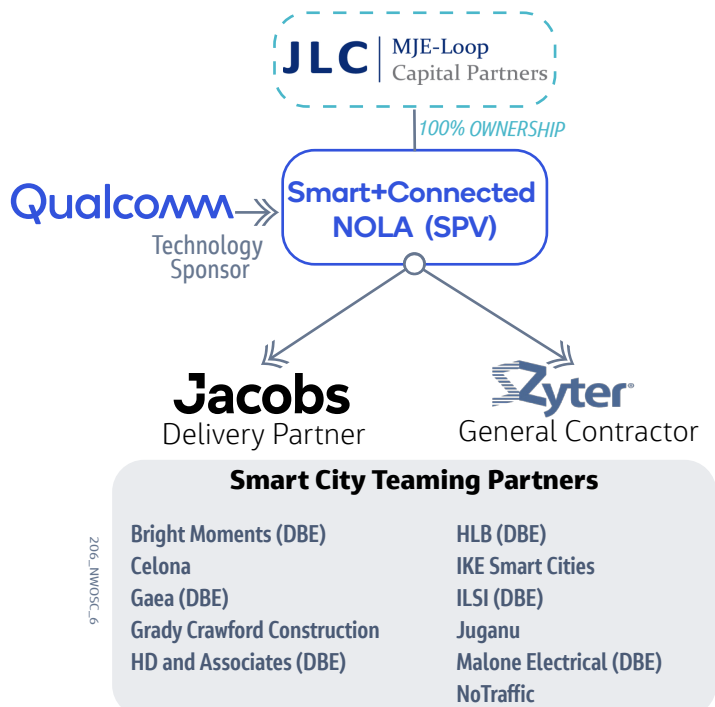 JLC
MJE-Loop
Capital Partners
100% OWNERSHIP
Qualcomm
Technology
Sponsor
Smart+Connected
NOLA (SPV)
Jacobs
Delivery Partner
Zyter®
General Contractor
Smart City Teaming Partners
Bright Moments (DBE)
Celona
Gaea (DBE)
Grady Crawford Construction
HD and Associates (DBE)
HLB (DBE)
IKE Smart Cities
ILSI (DBE)
Juganu
Malone Electrical (DBE)
NoTraffic
206_NWOSC_6